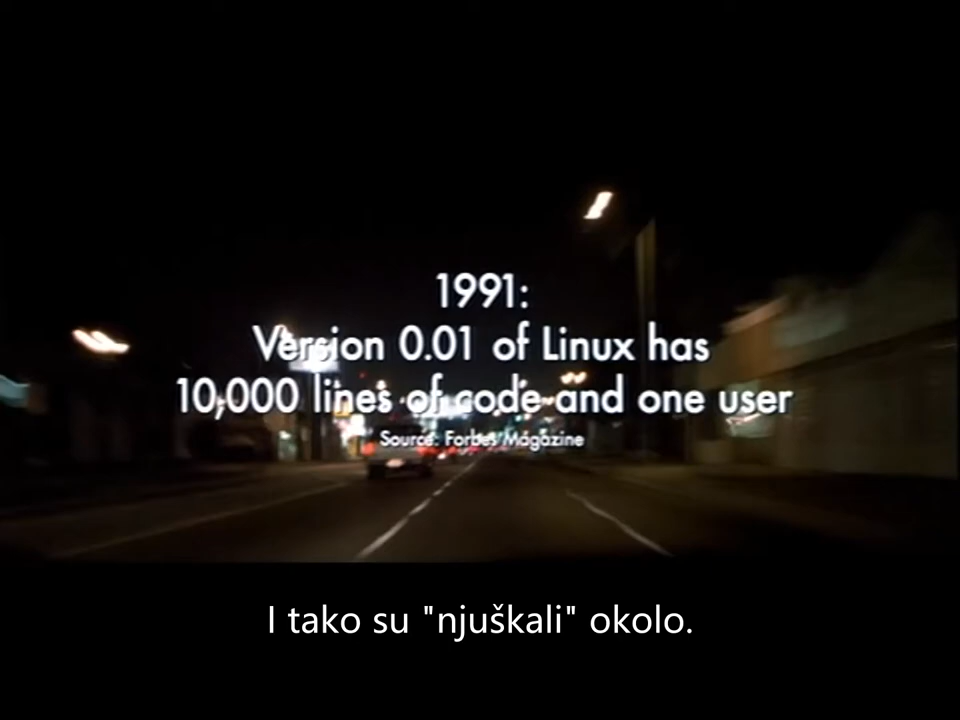 1991:
Version 0.01 of Linux has
10,000 lines of code and one user
Source: Forbes Magazine
I tako su "njuškali" okolo.